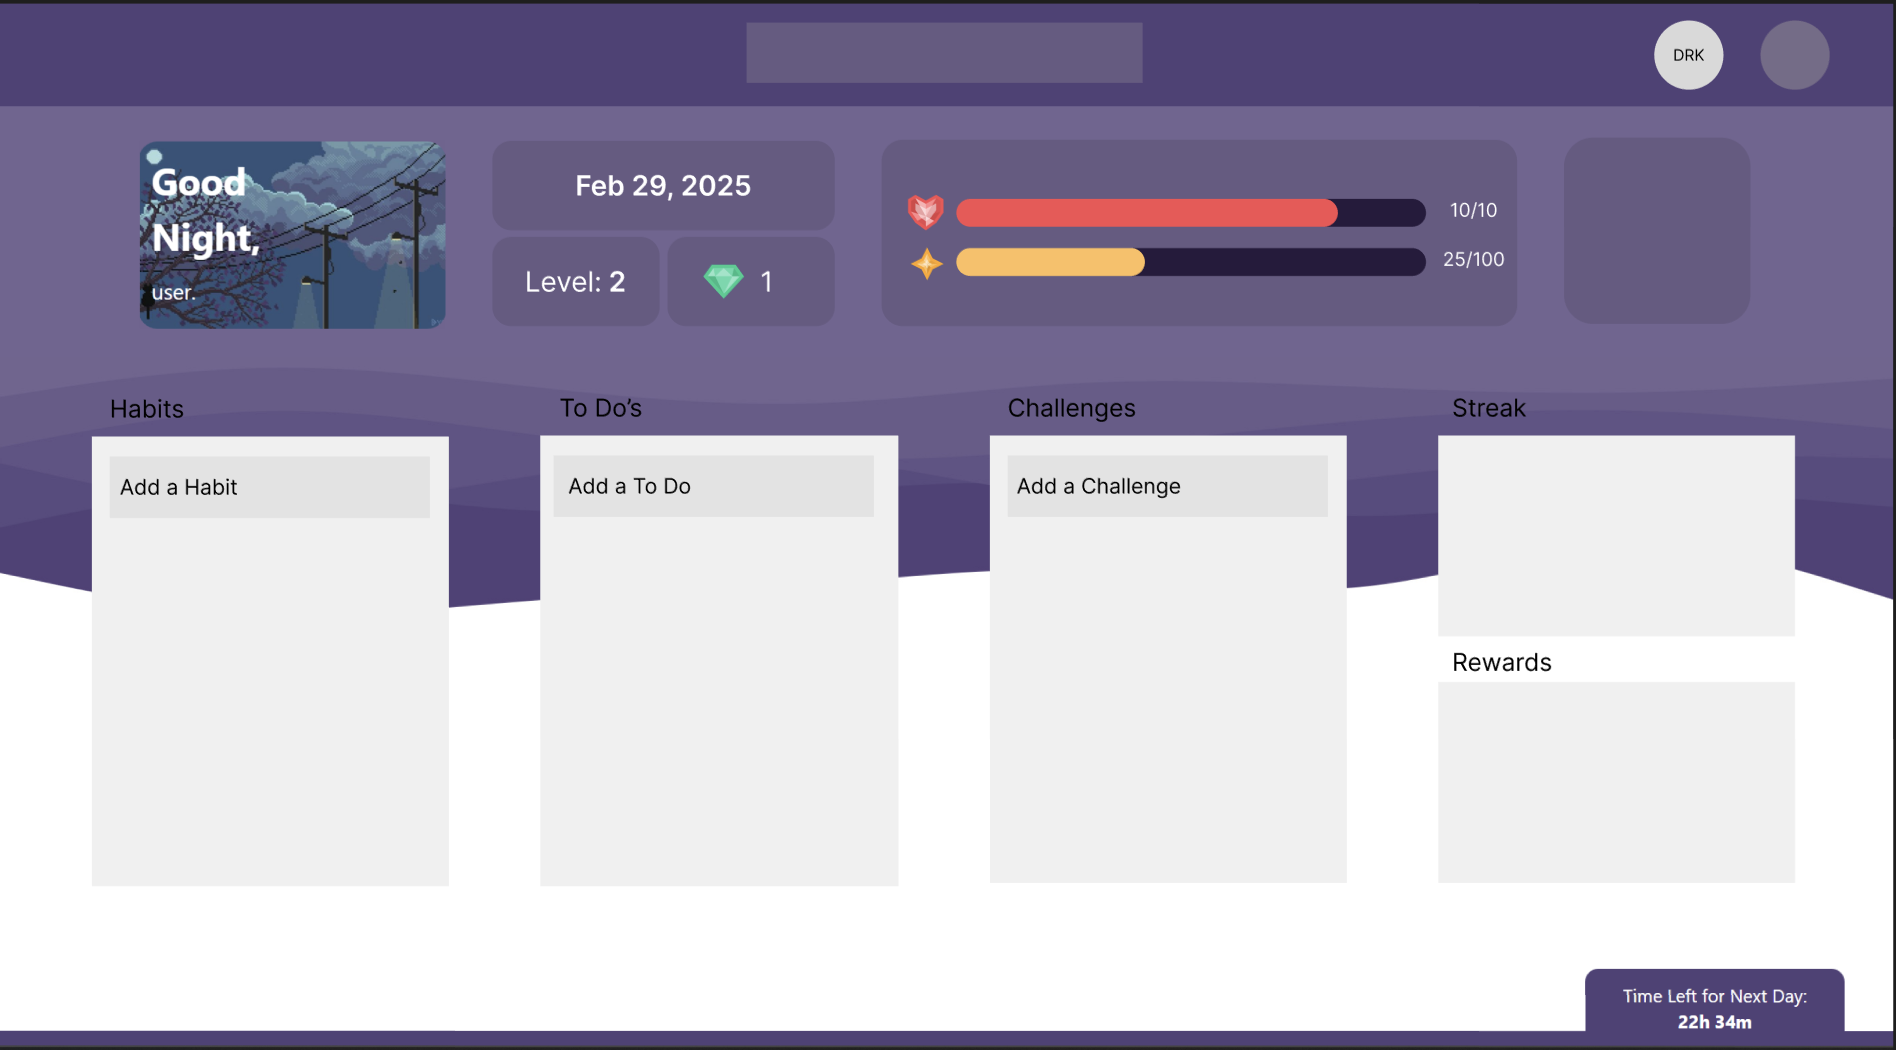 DRK
Good
Night,
user.
Feb 29, 2025
Level: 2
1
10/10
25/100
Habits
To Do’s
Challenges
Streak
Add a Habit
Add a To Do
Add a Challenge
Rewards
Time Left for Next Day:
22h 34m